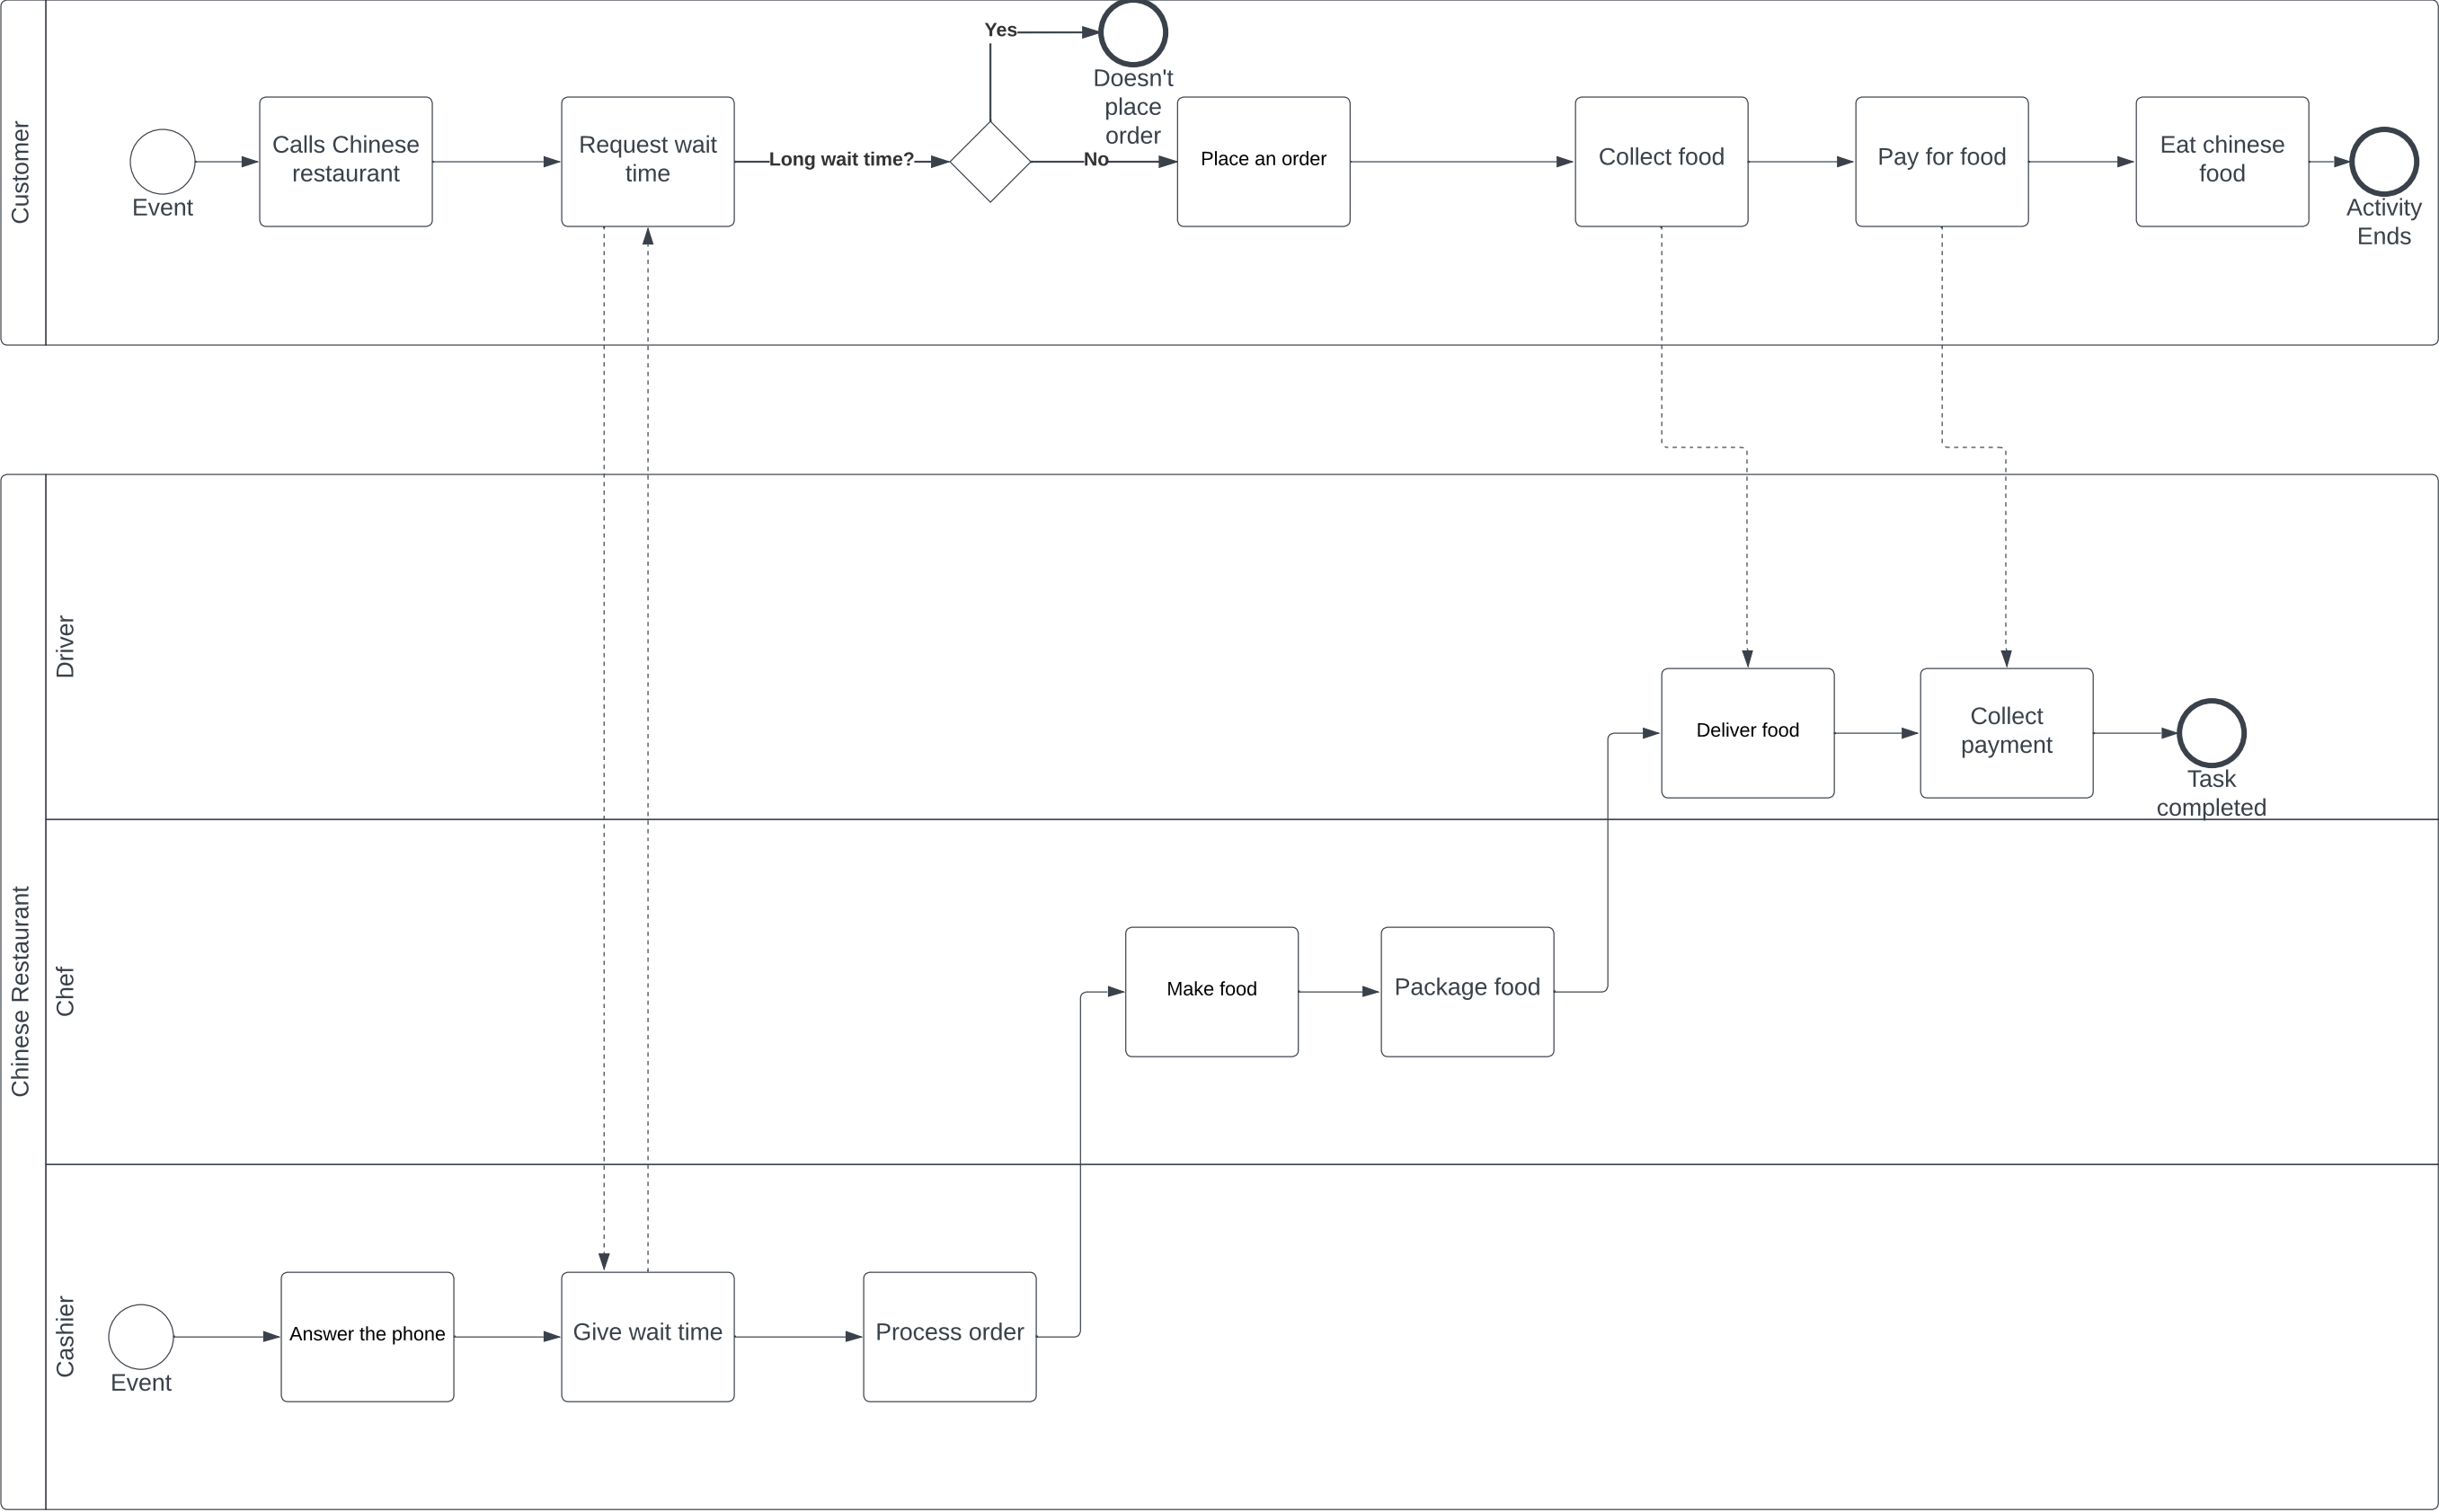 Customer
Event
Calls Chinese
restaurant
Request wait
time
Long wait time?
Yes
Doesn't
place
order
No
Place an order
Collect food
Pay for food
Eat chinese
food
Activity
Ends
Chinese Restaurant
Driver
Deliver food
Collect
payment
Task
completed
Chef
Make food
Package food
Cashier
Event
Answer the phone
Give wait time
Process order